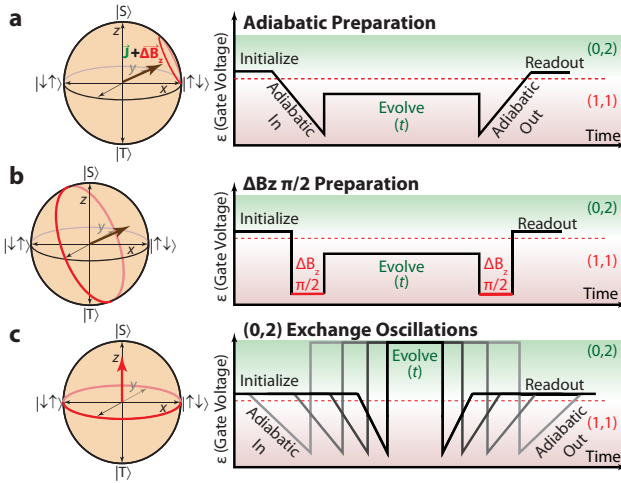 a
|S⟩
z
J+ΔBz
y
x
|↓↑⟩
|↑↓⟩
|T⟩
Adiabatic Preparation
ε (Gate Voltage)
Initialize
(0,2)
Readout
Adiabatic
In
Evolve
(t)
(1,1)
Adiabatic
Out
Time
b
|S⟩
z
y
x
|↓↑⟩
|↑↓⟩
|T⟩
ΔBz π/2 Preparation
ε (Gate Voltage)
Initialize
(0,2)
Readout
ΔBz
π/2
Evolve
(t)
ΔBz
π/2
(1,1)
Time
c
|S⟩
z
y
x
|↓↑⟩
|↑↓⟩
|T⟩
(0,2) Exchange Oscillations
ε (Gate Voltage)
Evolve
(t)
(0,2)
Initialize
Readout
(1,1)
Adiabatic
In
Adiabatic
Out
Time